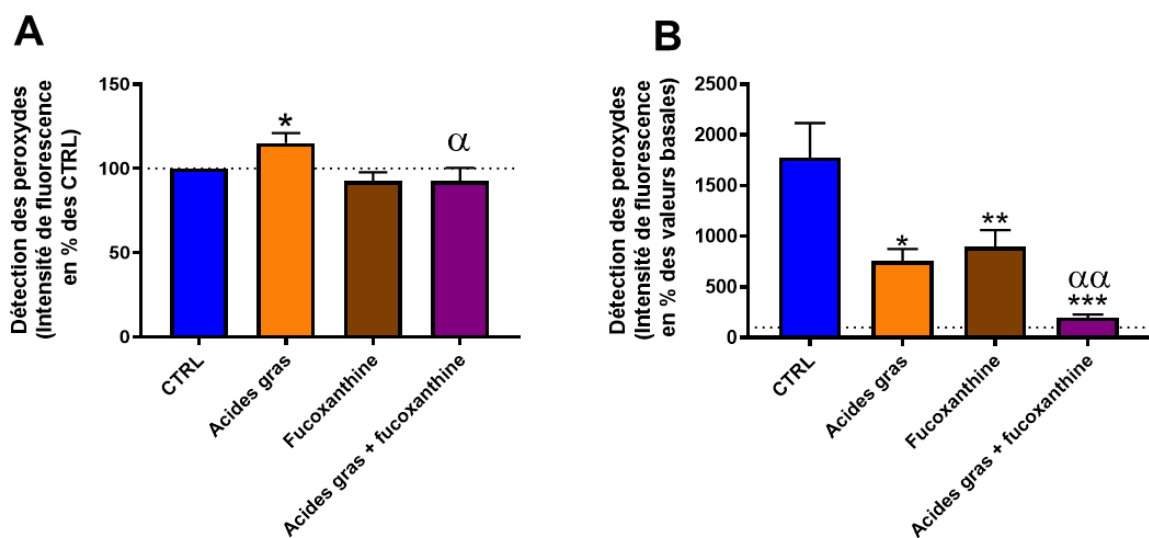 A
Détection des peroxydes
(Intensité de fluorescence
en % des CTRL)
150
100
50
0
*
α
CTRL
Acides gras
Fucoxanthine
Acides gras + fucoxanthine
B
Détection des peroxydes
(Intensité de fluorescence
en % des valeurs basales)
2500
2000
1500
1000
500
0
*
**
αα
***
CTRL
Acides gras
Fucoxanthine
Acides gras + fucoxanthine